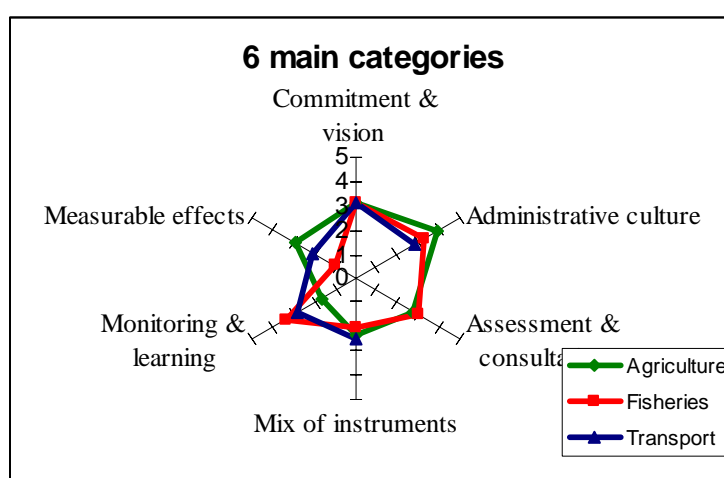 6 main categories
Commitment &
vision
5
4
3
2
1
0
Measurable effects
Administrative culture
Monitoring &
learning
Assessment &
Mix of instruments
Agriculture
Fisheries
Transport